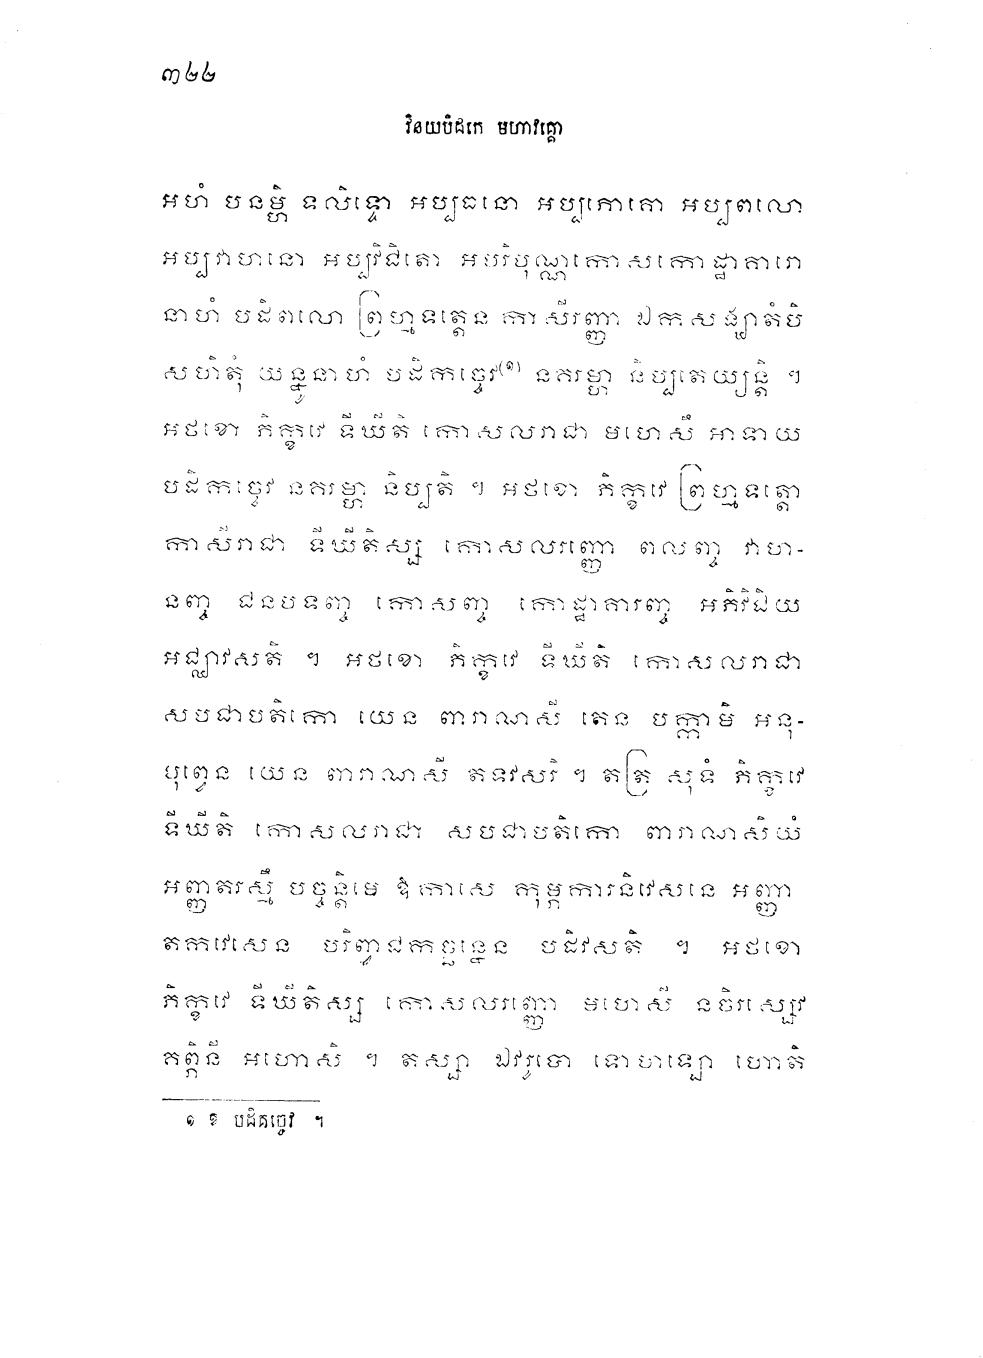 ៣៤៤
វិនយបិដកេ មហាវគ្គោ
អហំ បនម្ហិ ទលិទ្ទោ អប្បធនោ អប្បភោគោ អប្បពលោ
អប្បវាហនោ អប្បវិជិតោ អបរិបុណ្ណកោសកោដ្ឋាគារោ
នាហំ បដិពលោ ព្រហ្មទត្តេន កាសីរញ្ញា ឯកសង្ឃាតំបិ
សហិតុំ យន្នូនាហំ បដិកច្ចេវ(១) នគរម្ហា និប្បតេយ្យន្តិ ។
អថខោ ភិក្ខវេ ទីឃីតិ កោសលរាជា មហេសឹ អាទាយ
បដិកច្ចេវ នគរម្ហា និប្បតិ ។ អថខោ ភិក្ខវេ ព្រហ្មទត្តោ
កាសីរាជា ទីឃីតិស្ស កោសលរញ្ញោ ពលញ្ច វាហ-
នញ្ច ជនបទញ្ច កោសញ្ច កោដ្ឋាគារញ្ច អភិវិជិយ
អជ្ឈាវសតិ ។ អថខោ ភិក្ខវេ ទីឃីតិ កោសលរាជា
សបជាបតិកោ យេន ពារាណសី តេន បក្កាមិ អនុ-
បុព្វេន យេន ពារាណសី តទវសរិ ។ តត្រ សុទំ ភិក្ខវេ
ទីឃីតិ កោសលរាជា សបជាបតិកោ ពារាណសិយំ
អញ្ញតរស្មឹ បច្ចន្តិមេ ឱកាសេ កុម្ភការនិវេសនេ អញ្ញា
តកវេសេន បរិព្វាជកច្ឆន្នេន បដិវសតិ ។ អថខោ
ភិក្ខវេ ទីឃីតិស្ស កោសលរញ្ញោ មហេសី នចិរស្សេវ
គព្ភិនី អហោសិ ។ តស្សា ឯវរូបោ ទោហឡោ ហោតិ
១ ឱ បដិគច្ចេវ ។